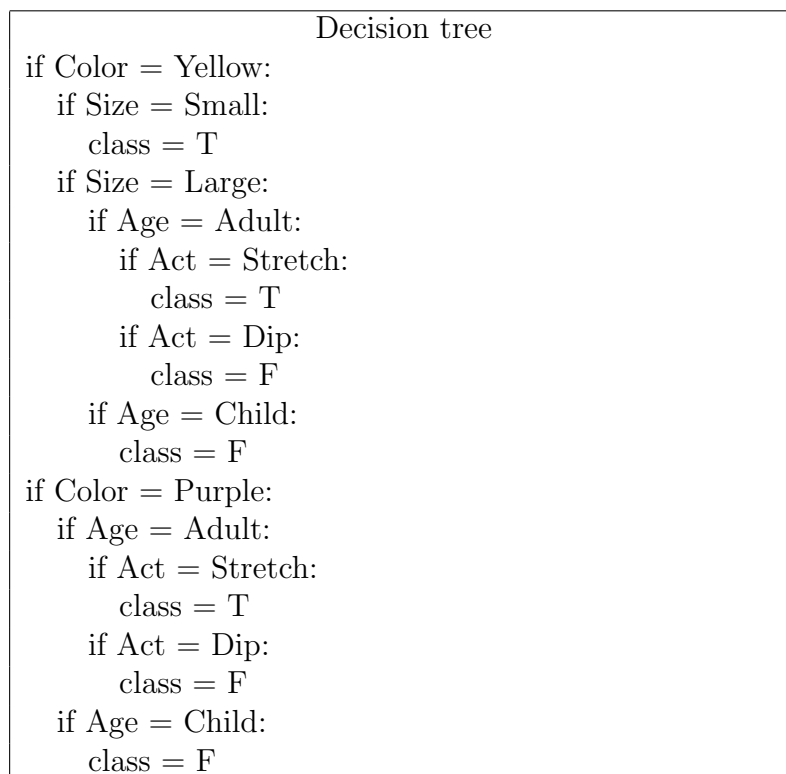 Decision tree
if Color = Yellow:
if Size = Small:
class = T
if Size = Large:
if Age = Adult:
if Act = Stretch:
class = T
if Act = Dip:
class = F
if Age = Child:
class = F
if Color = Purple:
if Age = Adult:
if Act = Stretch:
class = T
if Act = Dip:
class = F
if Age = Child:
class = F